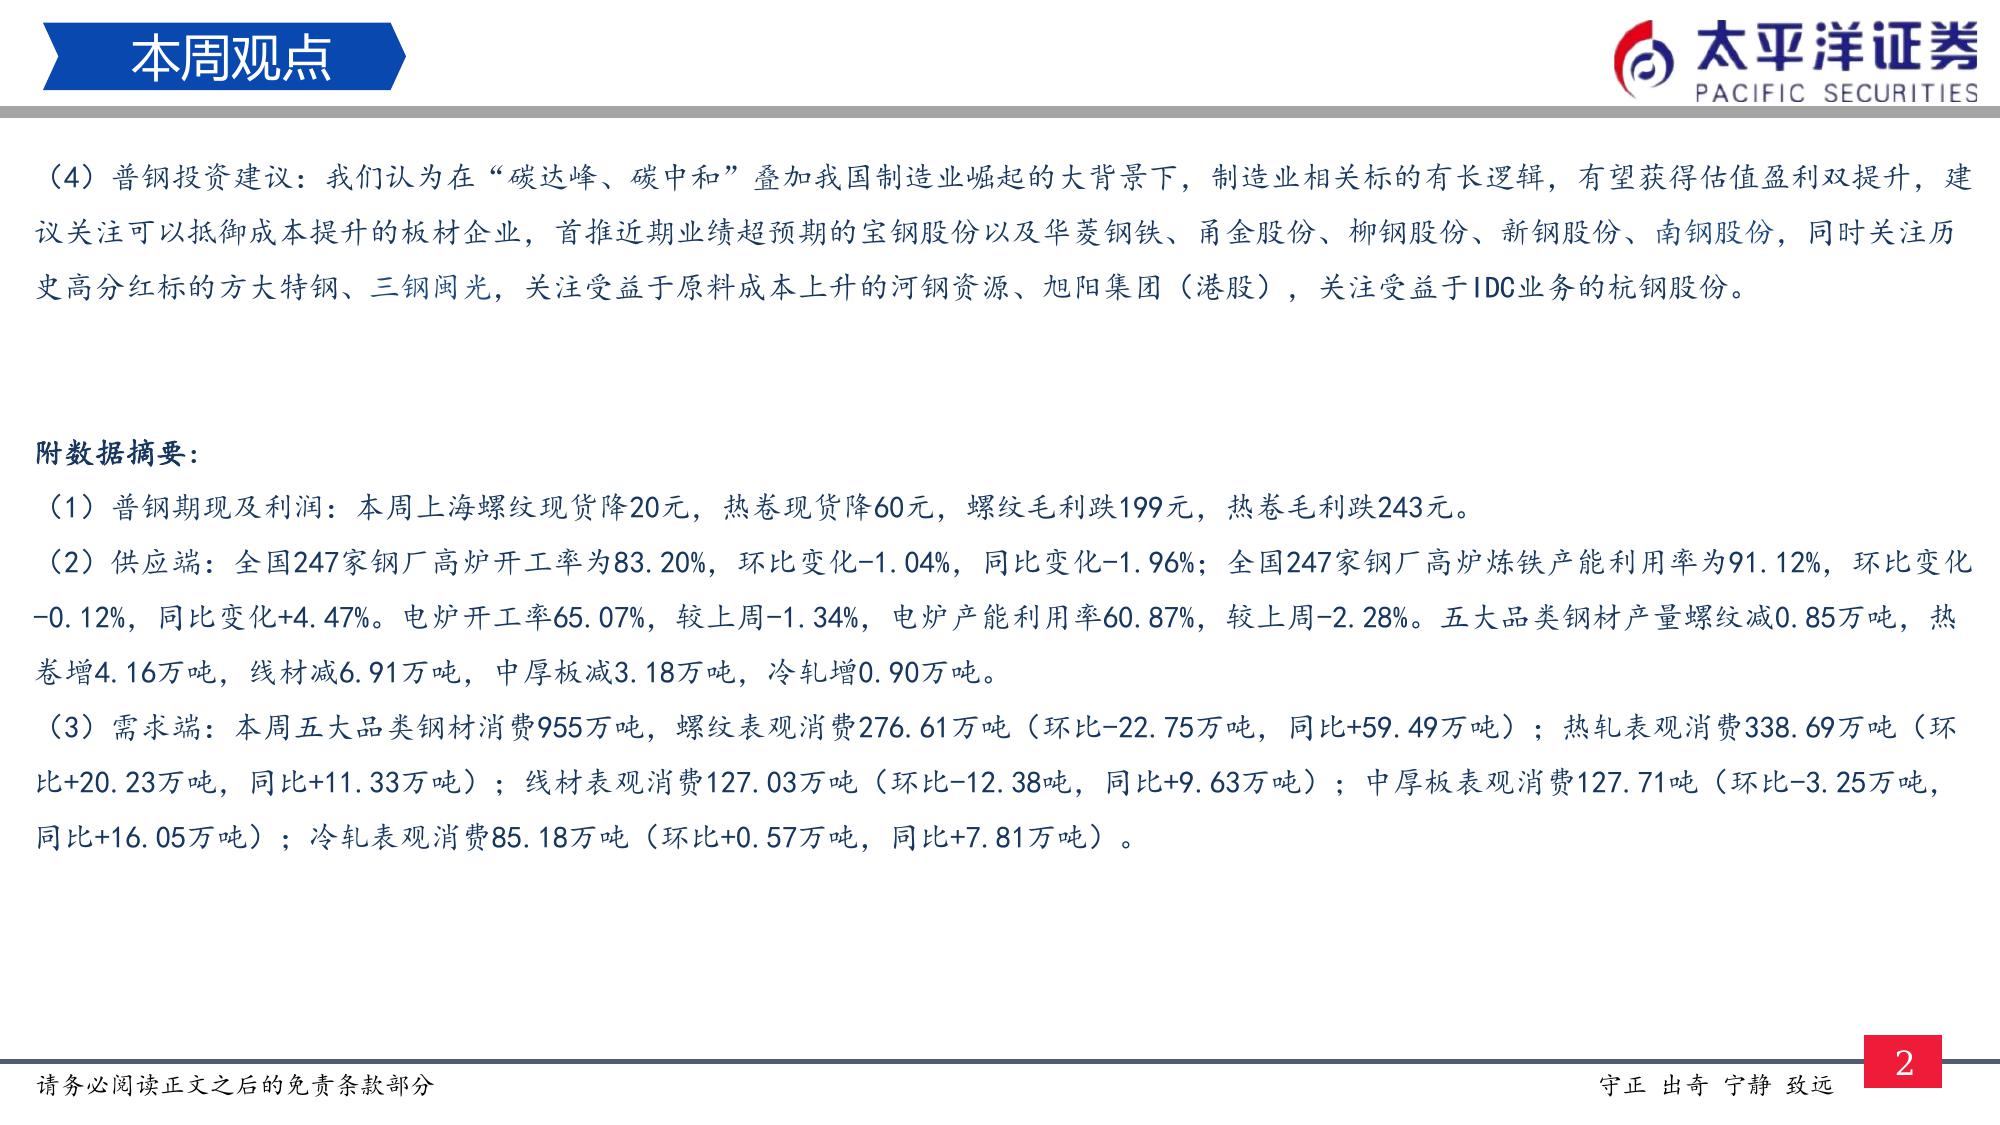 本周观点
太平洋证券
PACIFIC SECURITIES
（4）普钢投资建议：我们认为在“碳达峰、碳中和”叠加我国制造业崛起的大背景下，制造业相关标的有长逻辑，有望获得估值盈利双提升，建
议关注可以抵御成本提升的板材企业，首推近期业绩超预期的宝钢股份以及华菱钢铁、甬金股份、柳钢股份、新钢股份、南钢股份，同时关注历
史高分红标的方大特钢、三钢闽光，关注受益于原料成本上升的河钢资源、旭阳集团（港股），关注受益于IDC业务的杭钢股份。
附数据摘要：
（1）普钢期现及利润：本周上海螺纹现货降20元，热卷现货降60元，螺纹毛利跌199元，热卷毛利跌243元。
（2）供应端：全国247家钢厂高炉开工率为83.20%，环比变化-1.04%，同比变化-1.96%；全国247家钢厂高炉炼铁产能利用率为91.12%，环比变化
-0.12%，同比变化+4.47%。电炉开工率65.07%，较上周-1.34%，电炉产能利用率60.87%，较上周-2.28%。五大品类钢材产量螺纹减0.85万吨，热
卷增4.16万吨，线材减6.91万吨，中厚板减3.18万吨，冷轧增0.90万吨。
（3）需求端：本周五大品类钢材消费955万吨，螺纹表观消费276.61万吨（环比-22.75万吨，同比+59.49万吨）；热轧表观消费338.69万吨（环
比+20.23万吨，同比+11.33万吨）；线材表观消费127.03万吨（环比-12.38吨，同比+9.63万吨）；中厚板表观消费127.71吨（环比-3.25万吨，
同比+16.05万吨）；冷轧表观消费85.18万吨（环比+0.57万吨，同比+7.81万吨）。
请务必阅读正文之后的免责条款部分
守正 出奇 宁静 致远
2